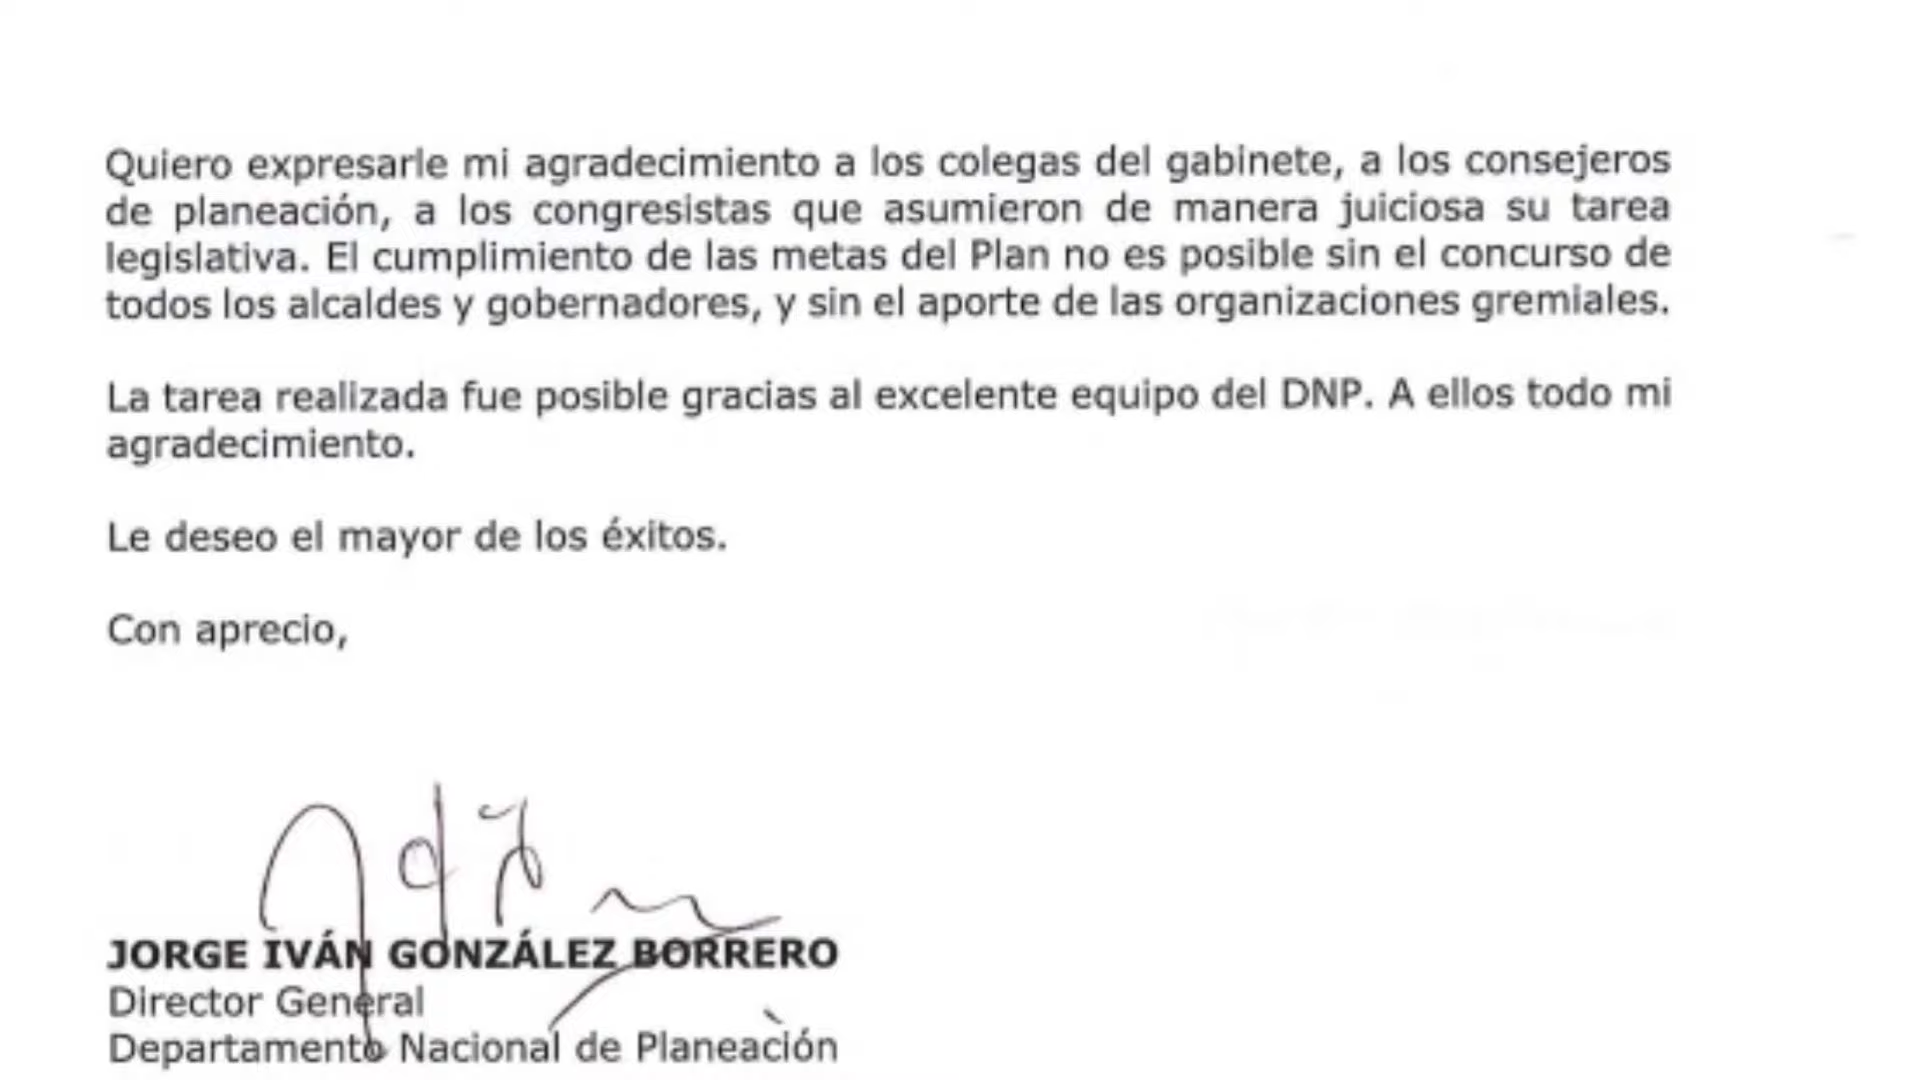 Quiero expresarle mi agradecimiento a los colegas del gabinete, a los consejeros
de planeación, a los congresistas que asumieron de manera juiciosa su tarea
legislativa. El cumplimiento de las metas del Plan no es posible sin el concurso de
todos los alcaldes y gobernadores, y sin el aporte de las organizaciones gremiales.
La tarea realizada fue posible gracias al excelente equipo del DNP. A ellos todo mi
agradecimiento.
Le deseo el mayor de los éxitos.
Con aprecio,
JORGE IVÁN GONZÁLEZ BORRERO
Director General
Departamento Nacional de Planeación